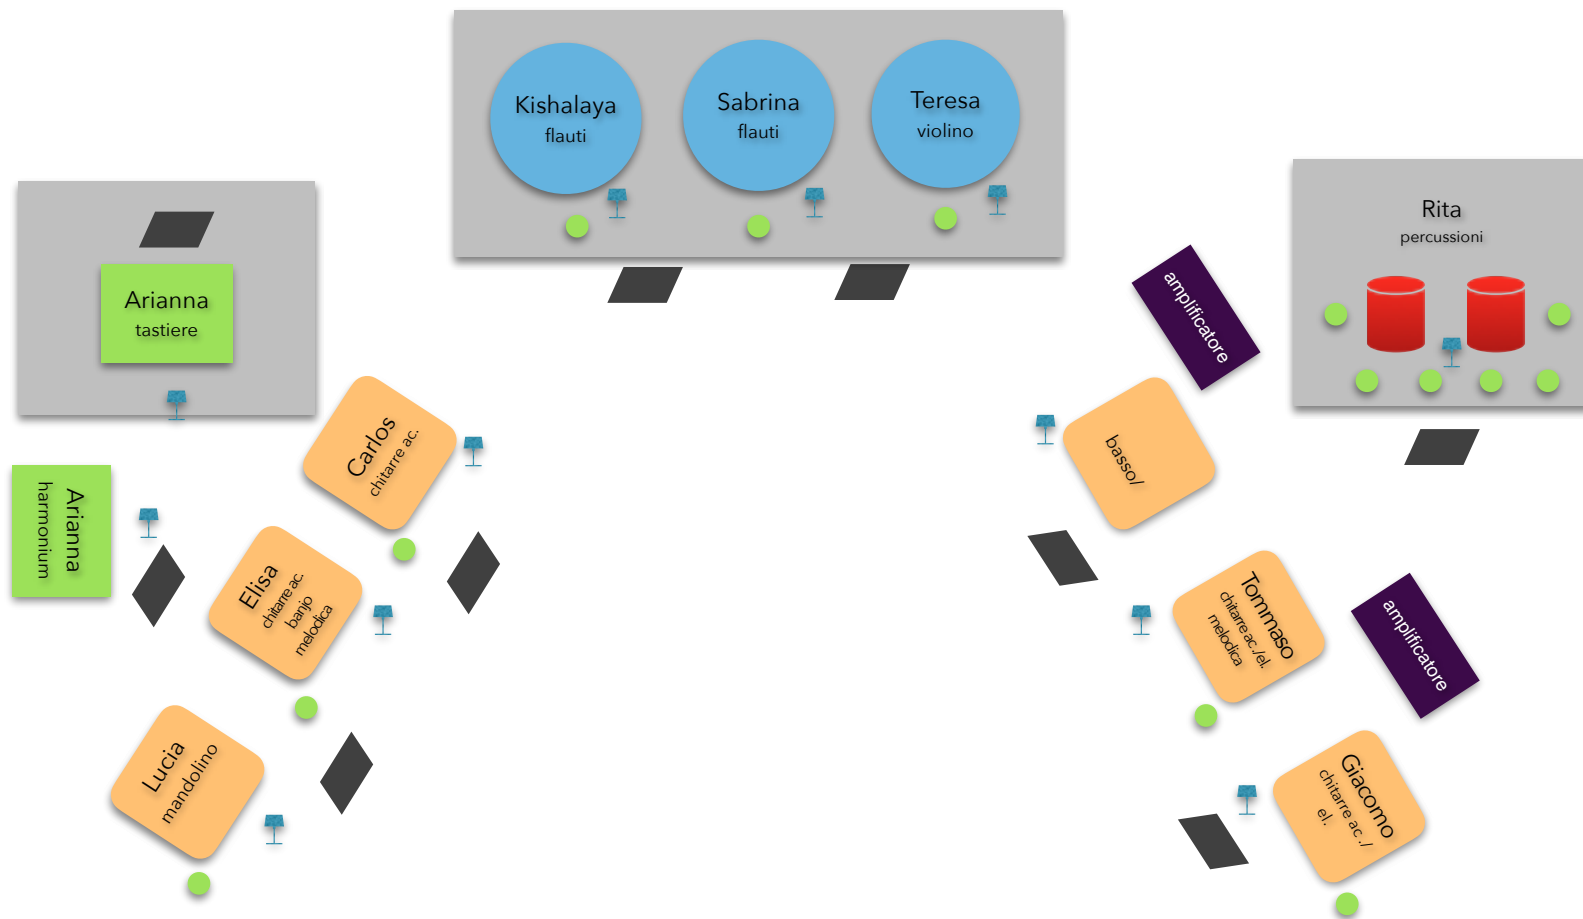 Kishalaya
flauti
Sabrina
flauti
Teresa
violino
Rita
percussioni
Arianna
tastiere
amplificatore
Carlos
chitarre ac.
basso/
Arianna
harmonium
Elisa
chitarre ac.
banjo
melodica
Tommaso
chitarre ac./el.
melodica
amplificatore
Lucia
mandolino
Giacomo
chitarre ac./
el.